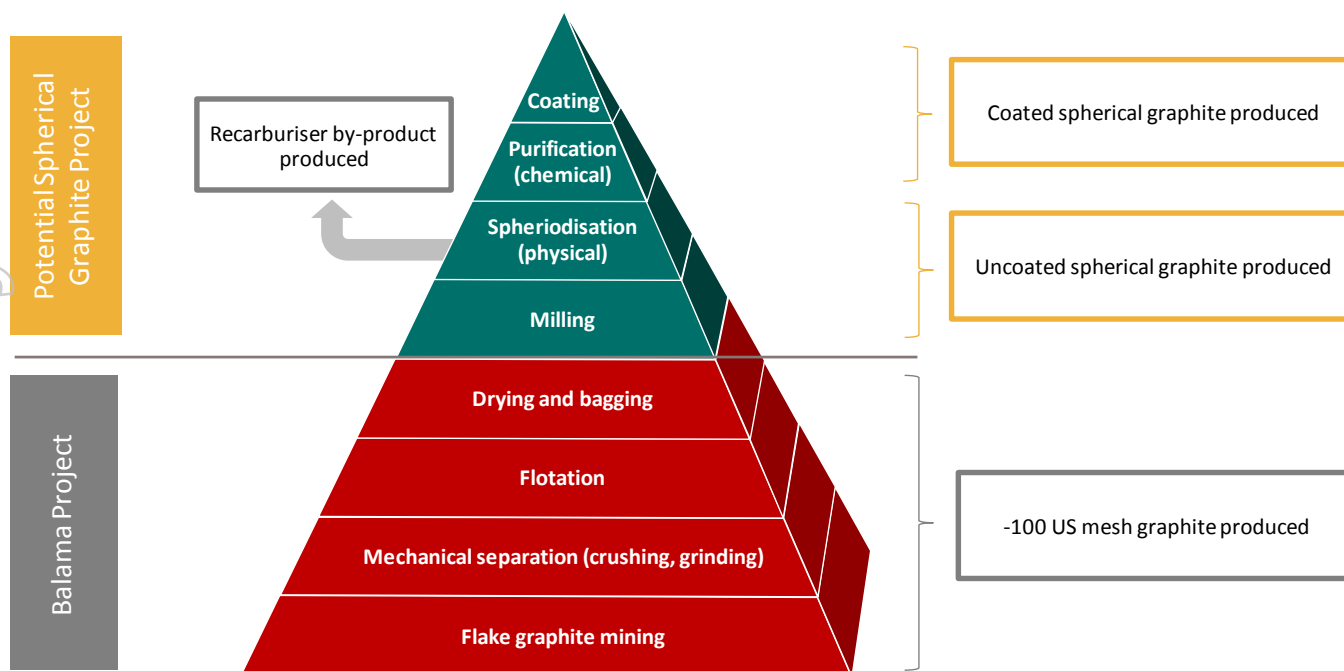 Potential Spherical
Graphite Project
Recarburiser by-product
produced
Coating
Purification
(chemical)
Spheriodisation
(physical)
Milling
Coated spherical graphite produced
Uncoated spherical graphite produced
Balama Project
Drying and bagging
Flotation
Mechanical separation (crushing, grinding)
Flake graphite mining
-100 US mesh graphite produced